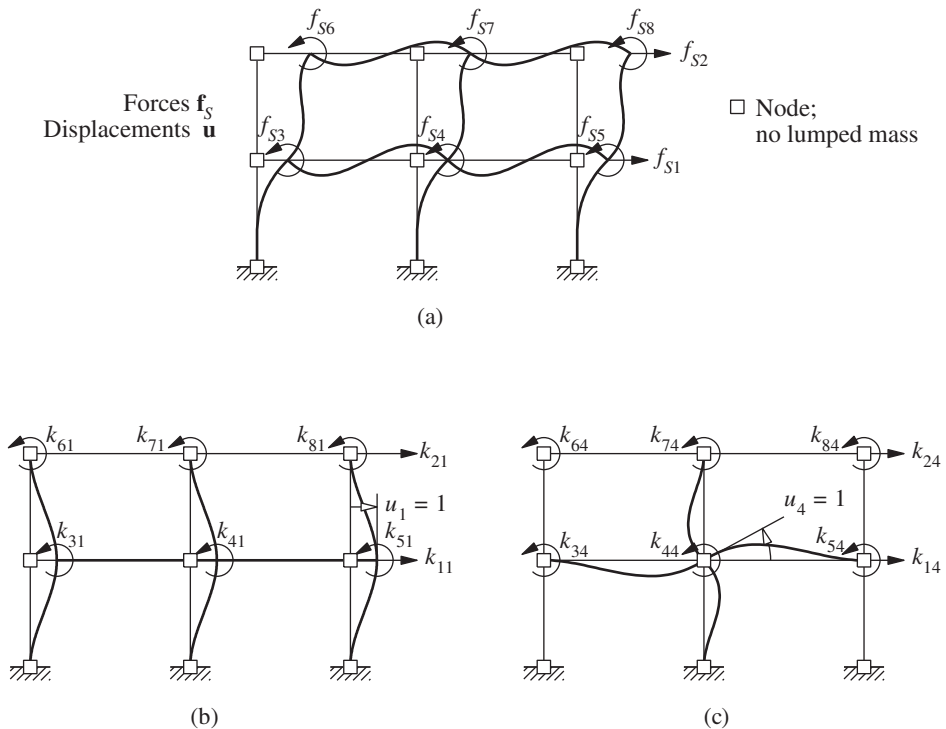 f_S6 f_S7 f_S8
f_S2
Forces f_S
Displacements u
□ Node;
no lumped mass
f_S3 f_S4 f_S5
f_S1
(a)
k_61 k_71 k_81
k_21
u_1 = 1
k_31 k_41 k_51
k_11
(b)
k_64 k_74 k_84
k_24
u_4 = 1
k_34 k_44 k_54
k_14
(c)